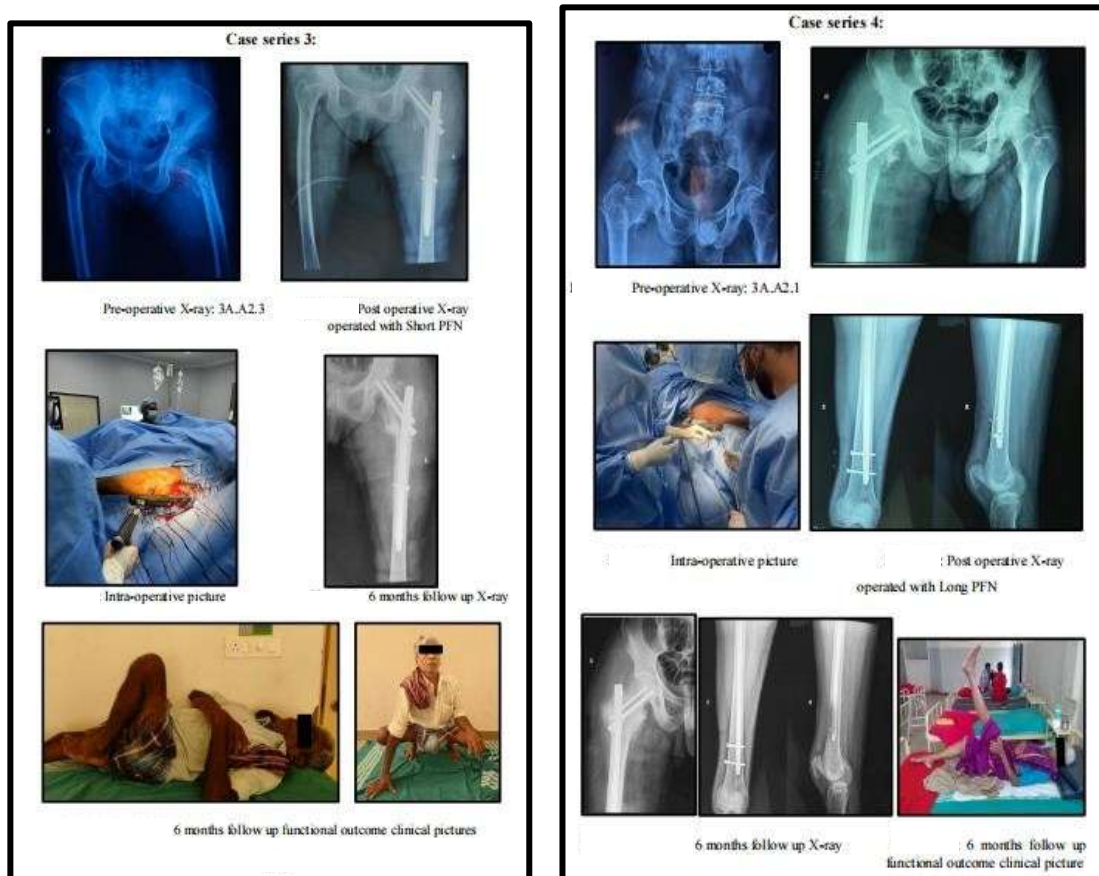 Case series 3:
Pre-operative X-ray: 3A.A2.3
Post operative X-ray
operated with Short PFN
Intra-operative picture
6 months follow up X-ray
6 months follow up functional outcome clinical pictures
Case series 4:
Pre-operative X-ray: 3A.A2.1
Intra-operative picture
: Post operative X-ray
operated with Long PFN
6 months follow up X-ray
: 6 months follow up
functional outcome clinical picture